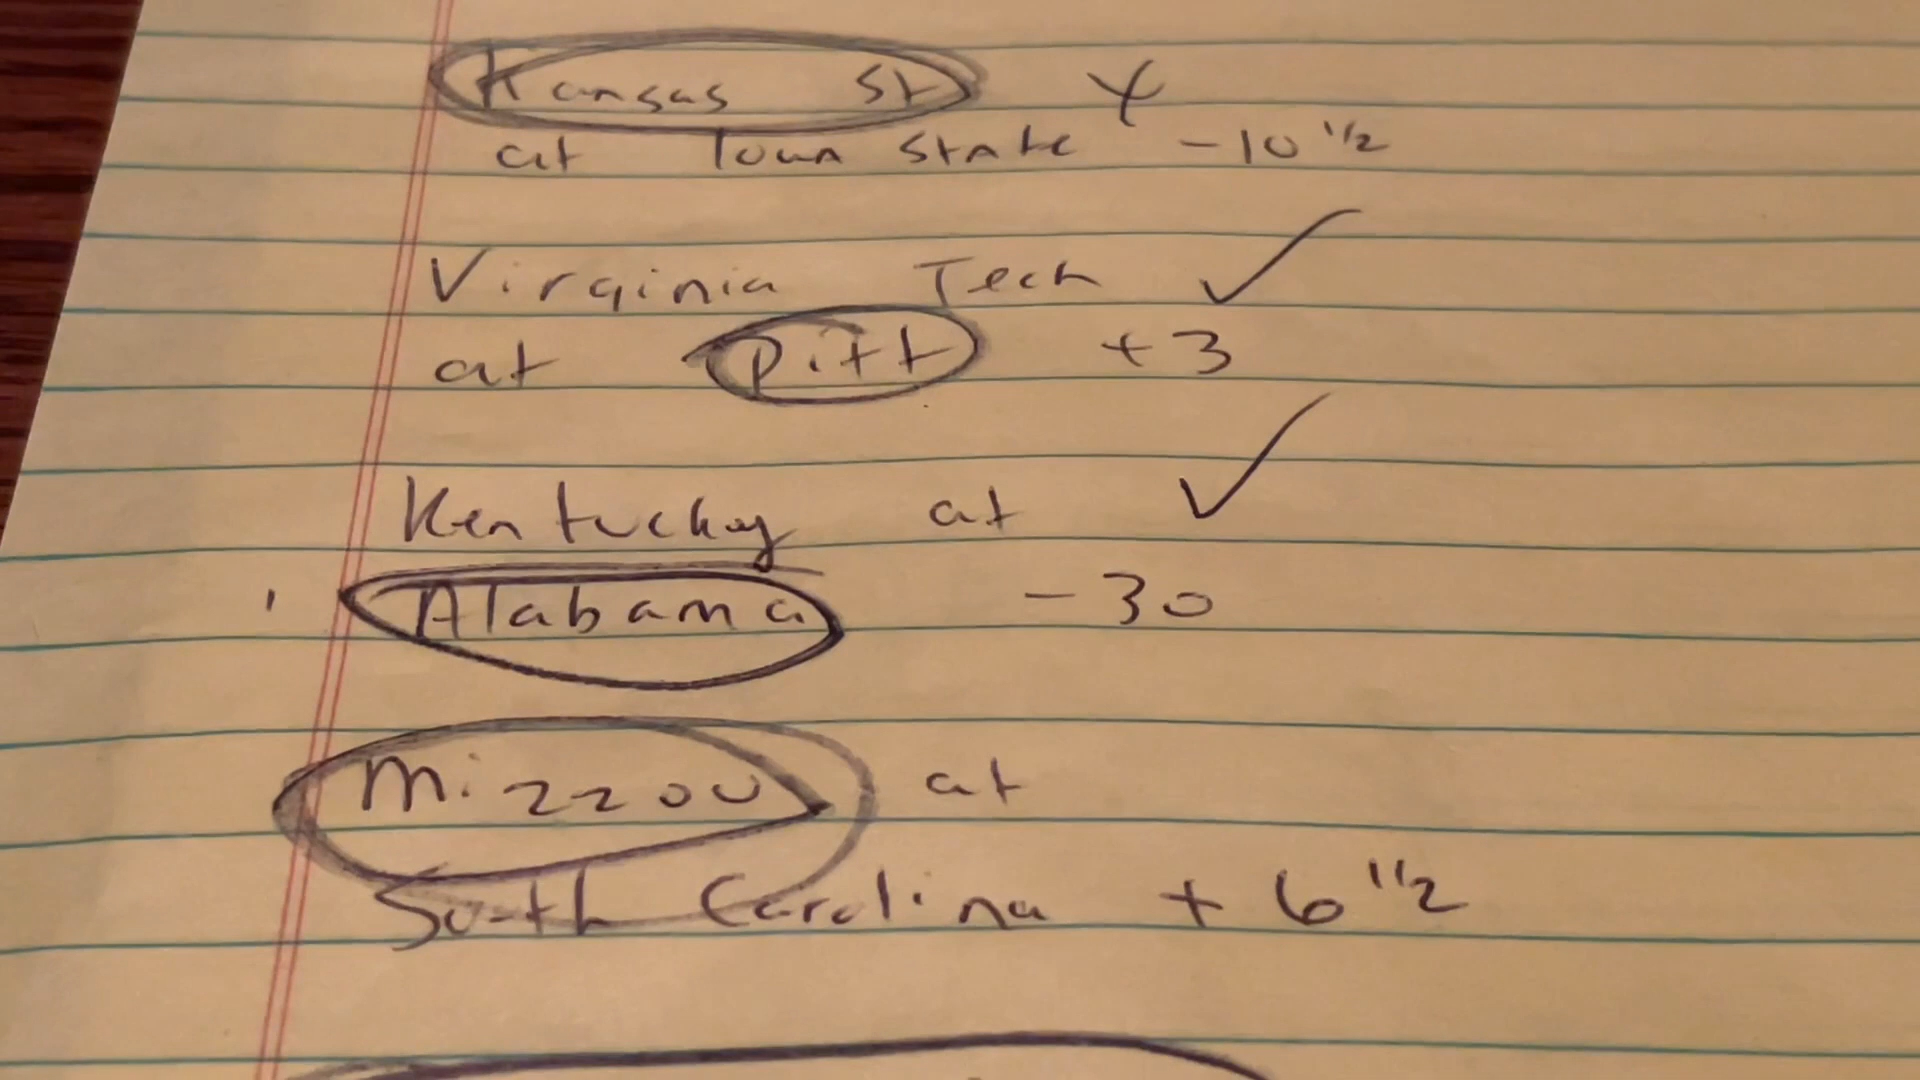 Kansas St
at Iowa State -10 1/2
Virginia Tech ✓
at Pitt +3
Kentucky at ✓
Alabama -30
Mizzou at
South Carolina + 6 1/2